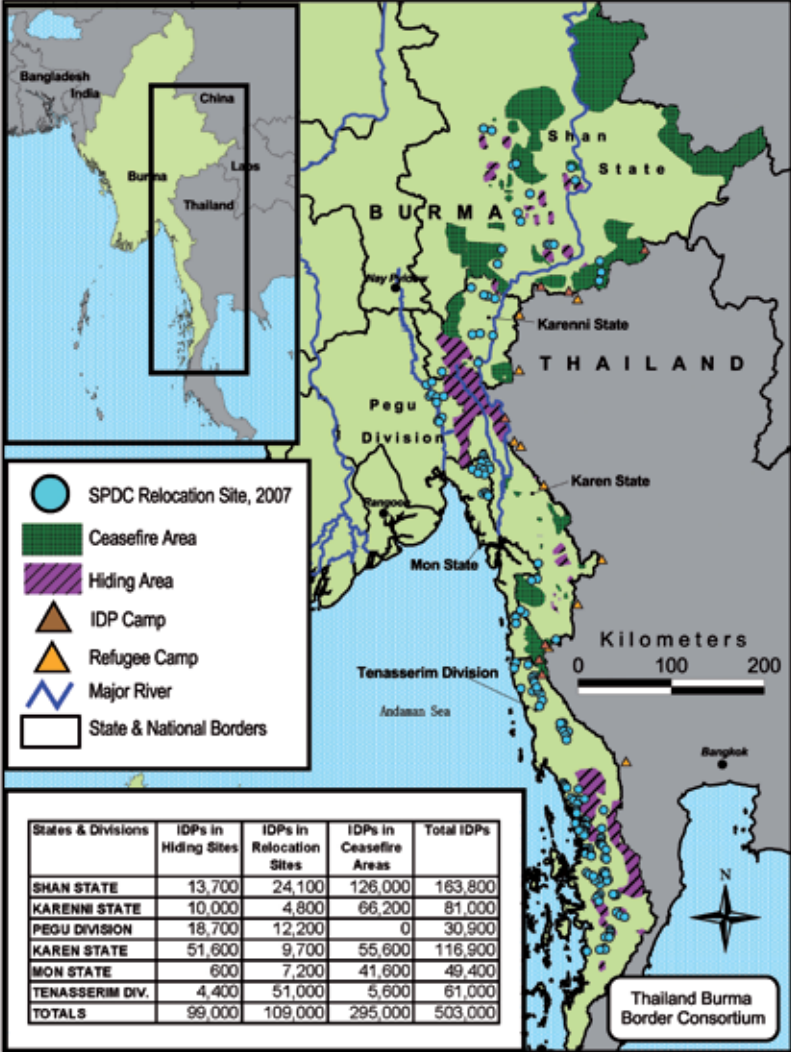 Bangladesh
India
China
Burma
Laos
Thailand
Shan
State
BURMA
Karenni State
THAILAND
Pegu
Division
Karen State
Rangoon
Mon State
Kilometers
0 100 200
Tenasserim Division
Andaman Sea
Bangkok
SPDC Relocation Site, 2007
Ceasefire Area
Hiding Area
IDP Camp
Refugee Camp
Major River
State & National Borders
States & Divisions IDPs in Hiding Sites IDPs in Relocation Sites IDPs in Ceasefire Areas Total IDPs
SHAN STATE 13,700 24,100 126,000 163,800
KARENNI STATE 10,000 4,800 66,200 81,000
PEGU DIVISION 18,700 12,200 0 30,900
KAREN STATE 51,600 9,700 55,600 116,900
MON STATE 600 7,200 41,600 49,400
TENASSERIM DIV. 4,400 51,000 5,600 61,000
TOTALS 99,000 109,000 295,000 503,000
N
Thailand Burma
Border Consortium